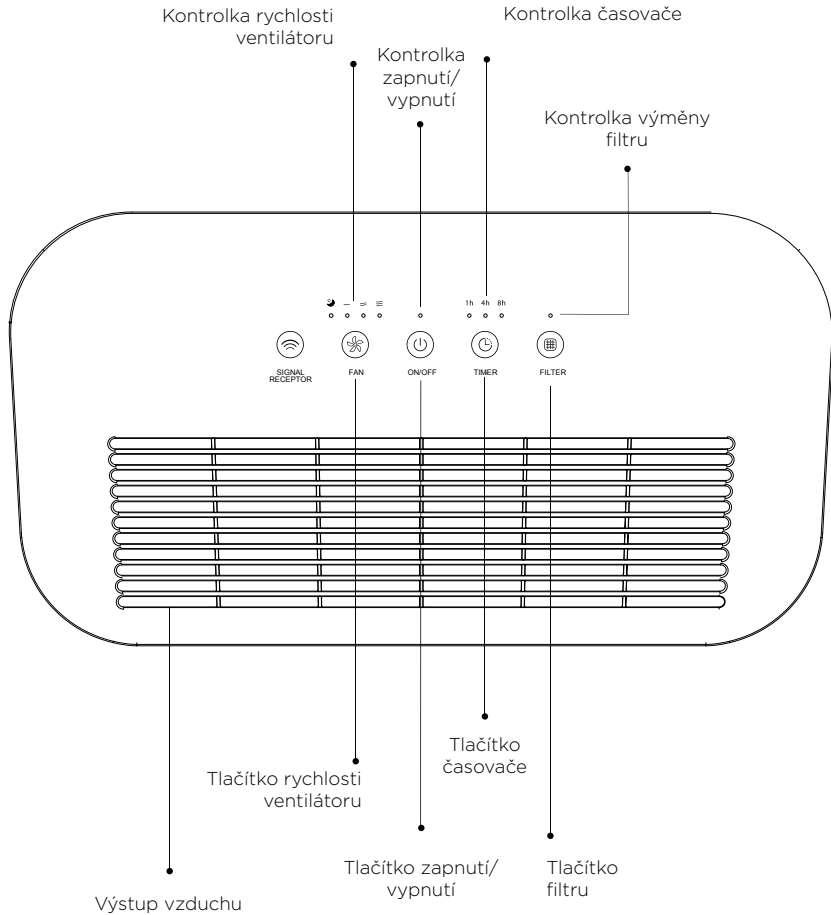 Kontrolka rychlosti
ventilátoru
Kontrolka časovače
Kontrolka
zapnutí/
vypnutí
Kontrolka výměny
filtru
1h 4h 8h
SIGNAL
RECEPTOR
FAN
ON/OFF
TIMER
FILTER
Tlačítko
časovače
Tlačítko rychlosti
ventilátoru
Tlačítko zapnutí/
vypnutí
Tlačítko
filtru
Výstup vzduchu